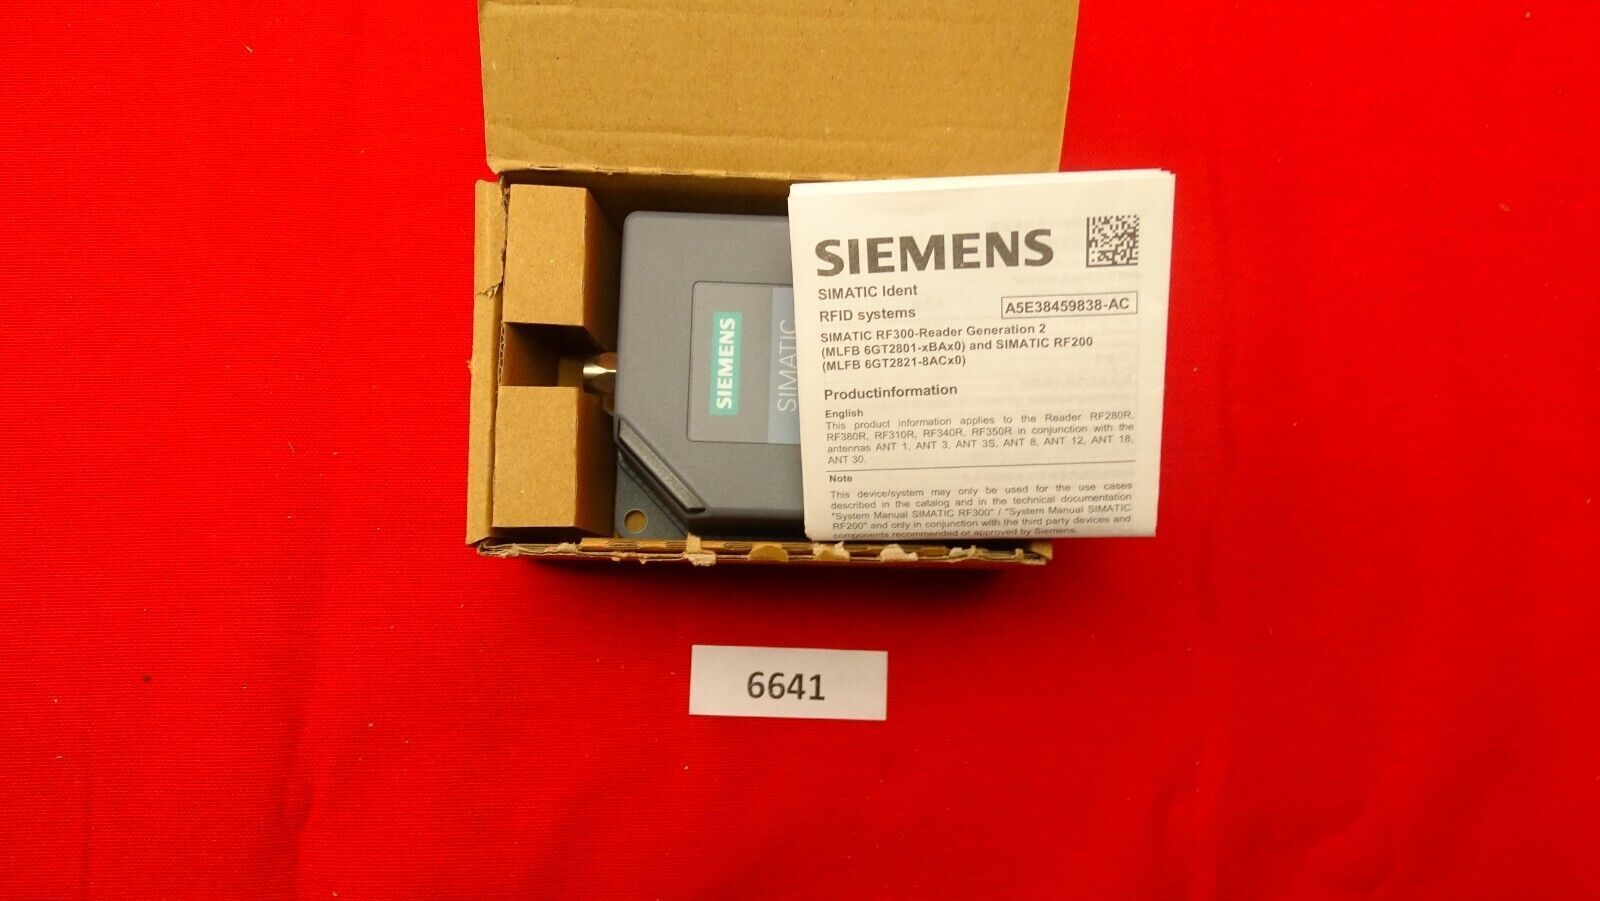 SIEMENS
SIMATIC
SIEMENS
SIMATIC Ident
RFID systems
A5E38459838-AC
SIMATIC RF300-Reader Generation 2
(MLFB 6GT2801-xBAx0) and SIMATIC RF200
(MLFB 6GT2821-8ACx0)
Productinformation
English
This product information applies to the Reader RF280R,
RF380R, RF310R, RF340R, RF350R in conjunction with the
antennas ANT 1, ANT 3, ANT 3S, ANT 8, ANT 12, ANT 18,
ANT 30.
Note
This device/system may only be used for the use cases
described in the catalog and in the technical documentation
"System Manual SIMATIC RF300" / "System Manual SIMATIC
RF200" and only in conjunction with the third party devices and
components recommended or approved by Siemens.
6641